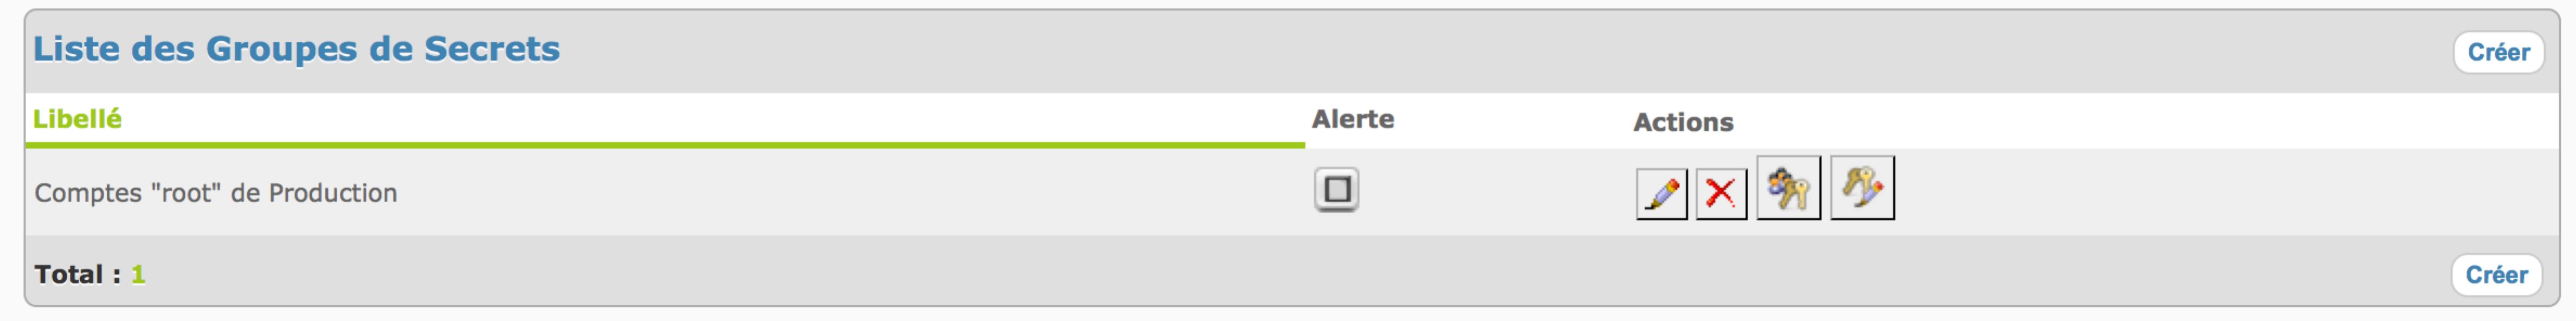 Liste des Groupes de Secrets Créer
Libellé Alerte Actions
Comptes "root" de Production
Total : 1 Créer